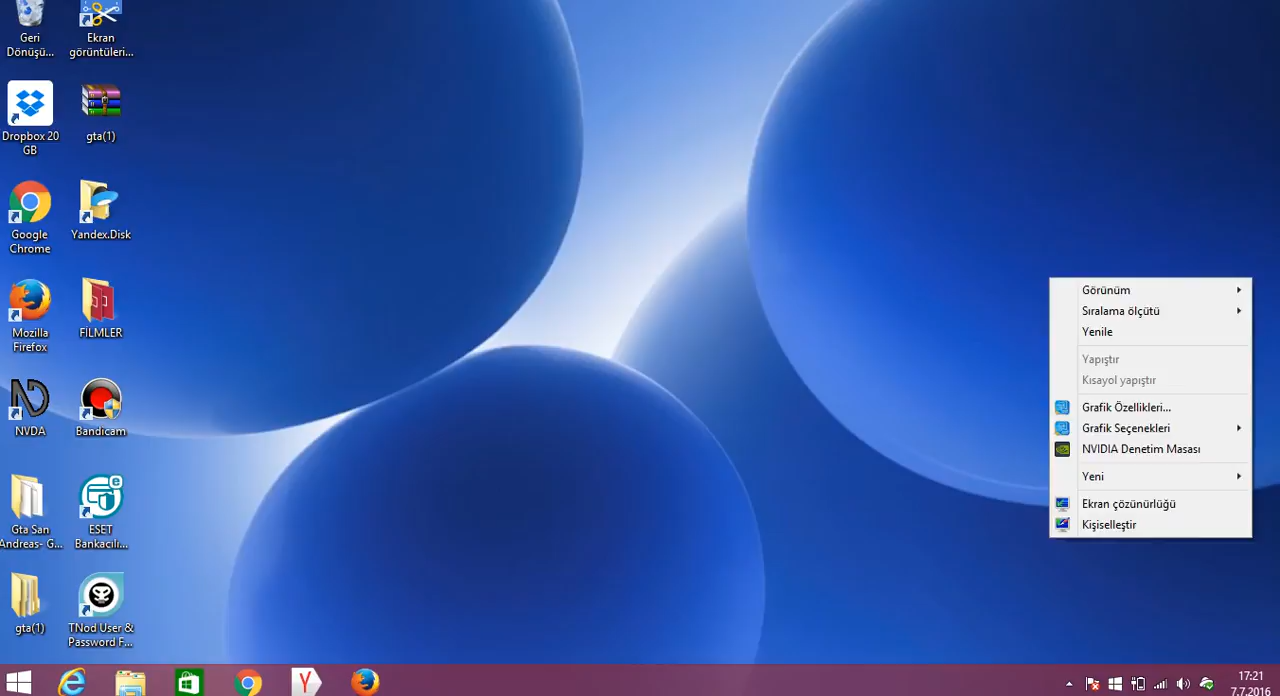 Geri
Dönüşü...
Ekran
görüntüleri...
Dropbox 20
GB
gta(1)
Google
Chrome
Yandex.Disk
Mozilla
Firefox
FİLMLER
NVDA
Bandicam
Gta San
Andreas- G...
ESET
Bankacılı...
gta(1)
TNod User &
Password F...
Görünüm
Sıralama ölçütü
Yenile
Yapıştır
Kısayol yapıştır
Grafik Özellikleri...
Grafik Seçenekleri
NVIDIA Denetim Masası
Yeni
Ekran çözünürlüğü
Kişiselleştir
17:21
7.7.2016